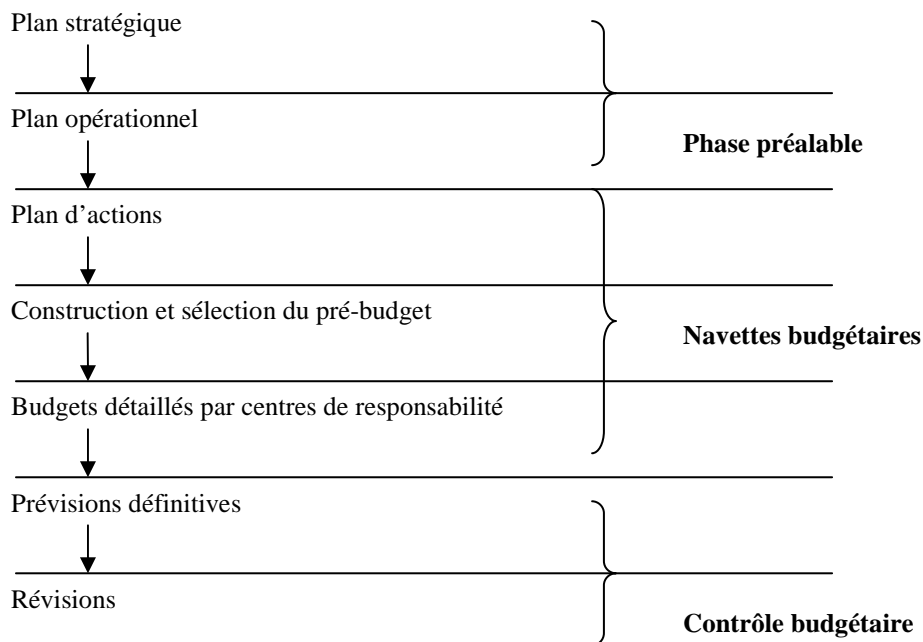 Plan stratégique
Plan opérationnel
Phase préalable
Plan d’actions
Construction et sélection du pré-budget
Navettes budgétaires
Budgets détaillés par centres de responsabilité
Prévisions définitives
Révisions
Contrôle budgétaire